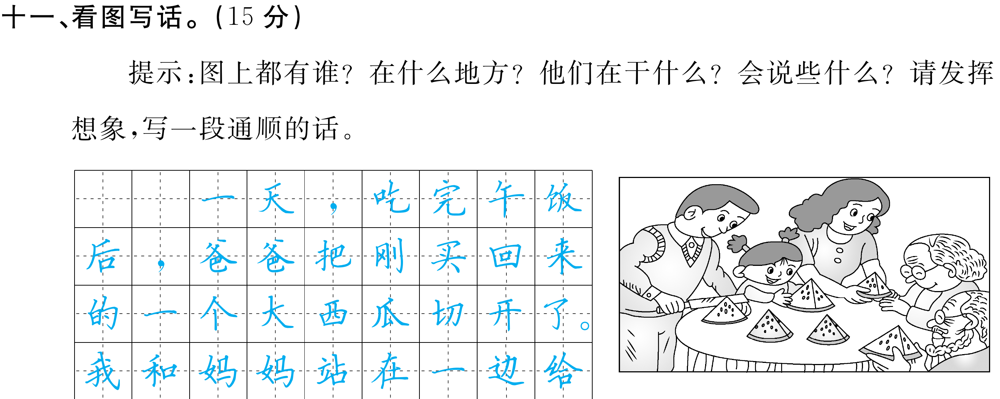 十一、看图写话。(15 分)
提示:图上都有谁? 在什么地方? 他们在干什么? 会说些什么? 请发挥
想象,写一段通顺的话。
一天,吃完午饭
后,爸爸把刚买回来
的一个大西瓜切开了。
我和妈妈站在一边给